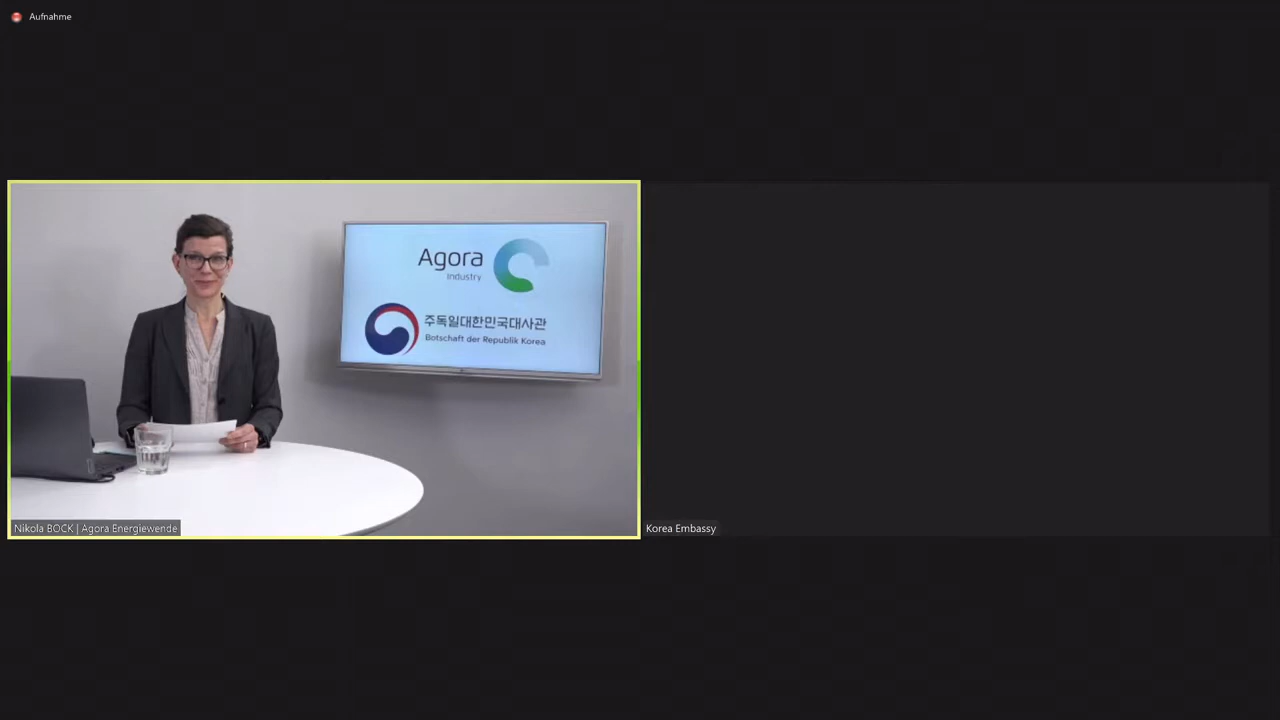 Aufnahme
Agora
Industry
주독일대한민국대사관
Botschaft der Republik Korea
Nikola BOCK | Agora Energiewende
Korea Embassy